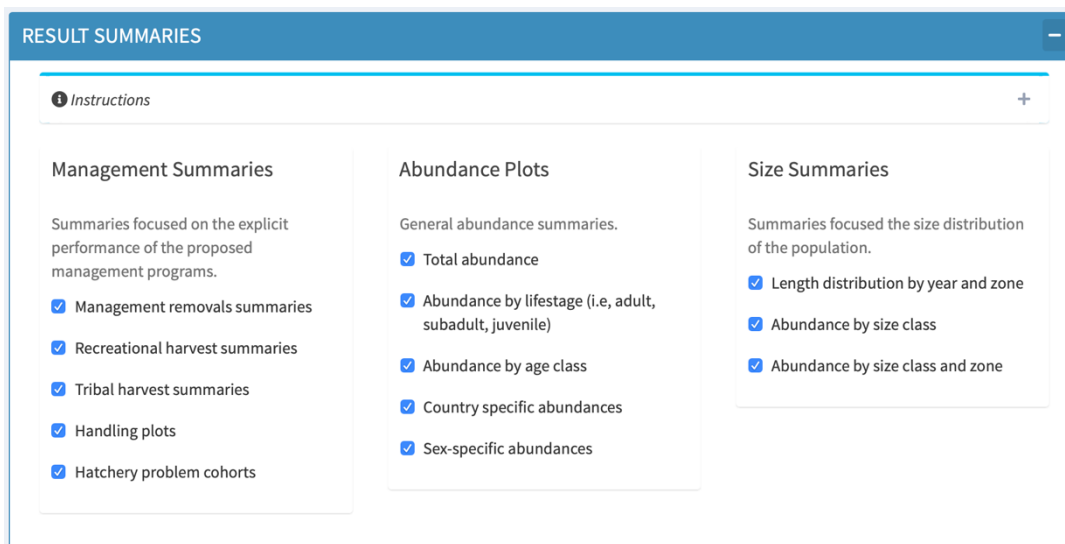 RESULT SUMMARIES
Instructions
Management Summaries
Summaries focused on the explicit
performance of the proposed
management programs.
Management removals summaries
Recreational harvest summaries
Tribal harvest summaries
Handling plots
Hatchery problem cohorts
Abundance Plots
General abundance summaries.
Total abundance
Abundance by lifestage (i.e, adult,
subadult, juvenile)
Abundance by age class
Country specific abundances
Sex-specific abundances
Size Summaries
Summaries focused the size distribution
of the population.
Length distribution by year and zone
Abundance by size class
Abundance by size class and zone